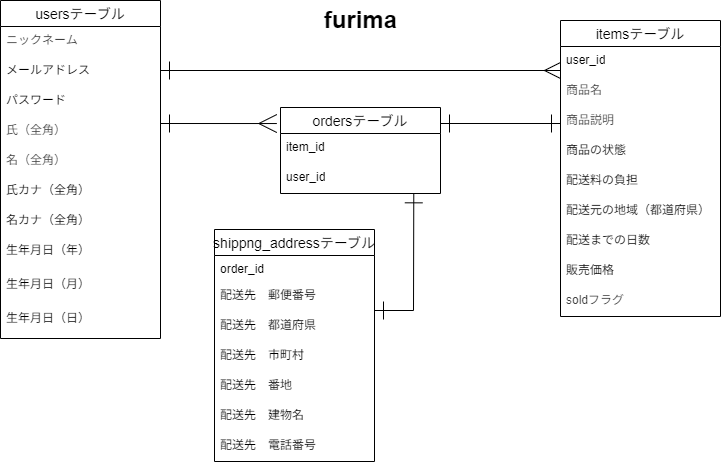 furima
usersテーブル
ニックネーム
メールアドレス
パスワード
氏（全角）
名（全角）
氏カナ（全角）
名カナ（全角）
生年月日（年）
生年月日（月）
生年月日（日）
ordersテーブル
item_id
user_id
shippng_addressテーブル
order_id
配送先　郵便番号
配送先　都道府県
配送先　市町村
配送先　番地
配送先　建物名
配送先　電話番号
itemsテーブル
user_id
商品名
商品説明
商品の状態
配送料の負担
配送元の地域（都道府県）
配送までの日数
販売価格
soldフラグ